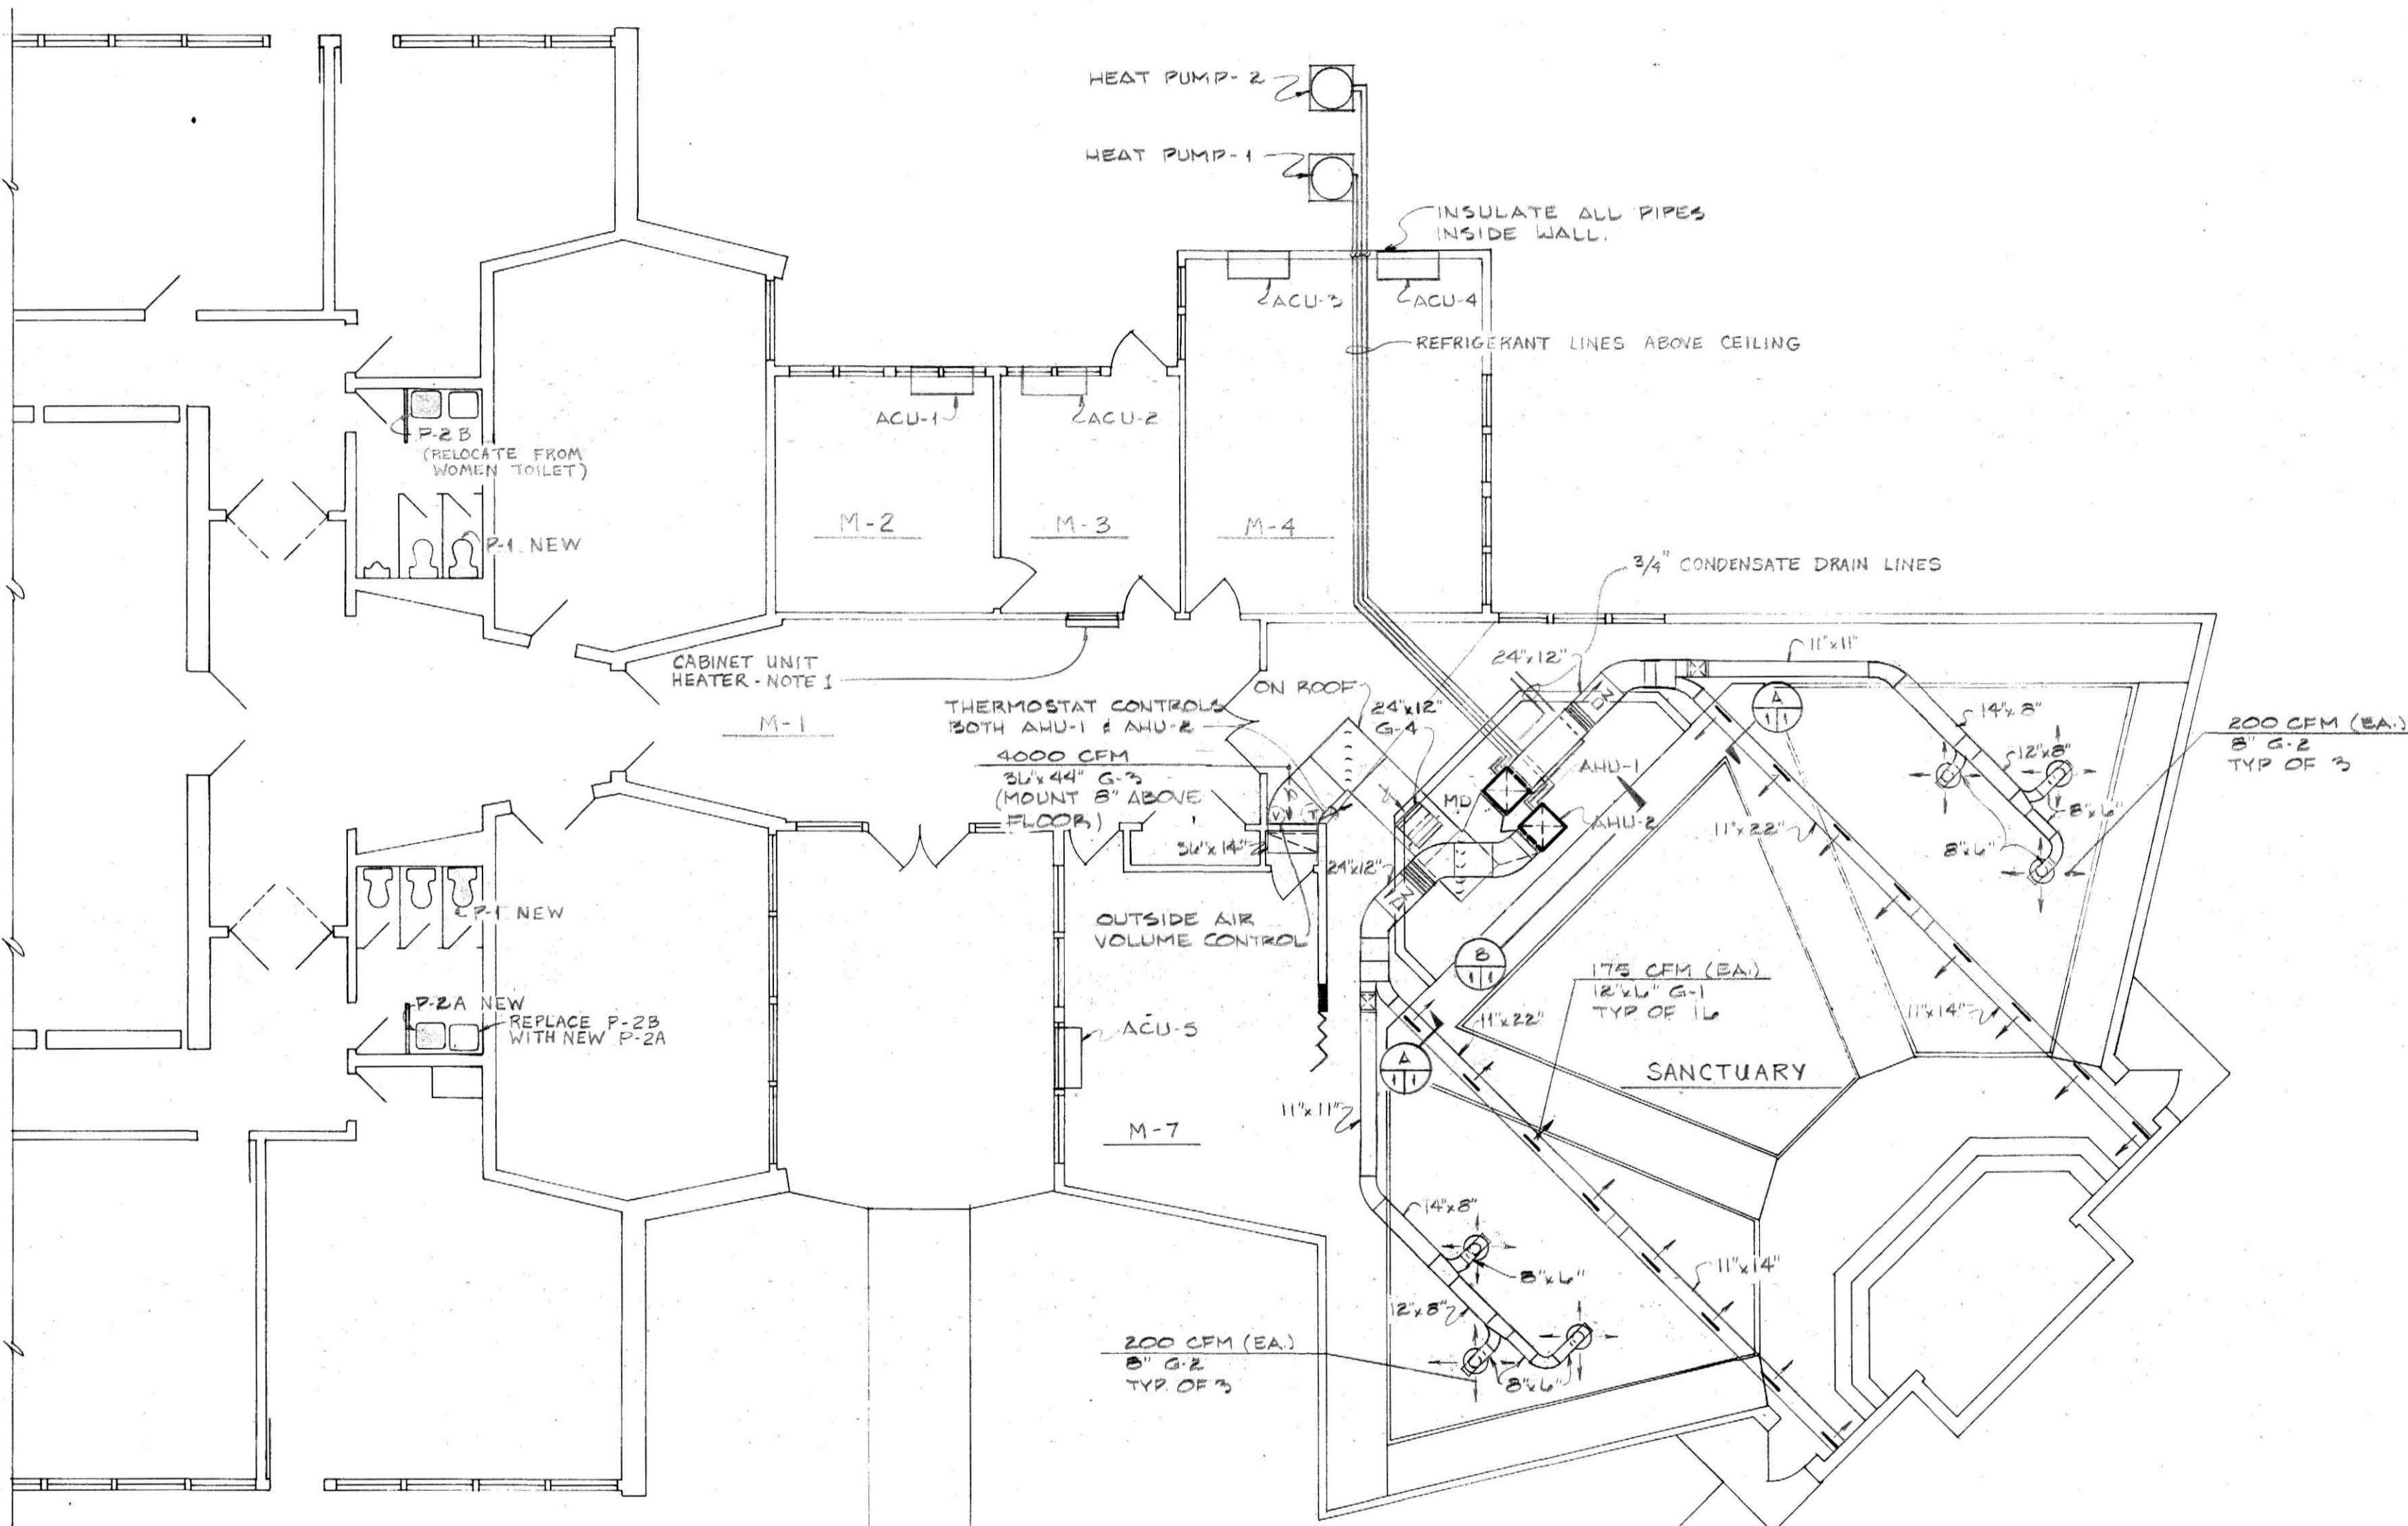 HEAT PUMP-2
HEAT PUMP-1
INSULATE ALL PIPES
INSIDE WALL.
ACU-3
ACU-4
REFRIGERANT LINES ABOVE CEILING
ACU-1
ACU-2
P-2B
(RELOCATE FROM
WOMEN TOILET)
P-1 NEW
M-2
M-3
M-4
3/4" CONDENSATE DRAIN LINES
CABINET UNIT
HEATER - NOTE 1
M-1
THERMOSTAT CONTROLS
BOTH AHU-1 & AHU-2
4000 CFM
36"x44" G-3
(MOUNT 8" ABOVE
FLOOR)
ON ROOF
24"x12"
G-4
24"x12"
11"x11"
A
1 1
14"x8"
12"x8"
200 CFM (EA.)
8" G-2
TYP OF 3
8"x6"
8"x6"
MD
AHU-1
AHU-2
11"x22"
36"x14"
24"x12"
V
T
OUTSIDE AIR
VOLUME CONTROL
P-1 NEW
P-2A NEW
REPLACE P-2B
WITH NEW P-2A
ACU-5
B
1 1
175 CFM (EA.)
12"x6" G-1
TYP OF 16
11"x22"
11"x14"
A
1 1
SANCTUARY
11"x11"
M-7
14"x8"
8"x6"
11"x14"
12"x8"
200 CFM (EA.)
8" G-2
TYP. OF 3
8"x6"